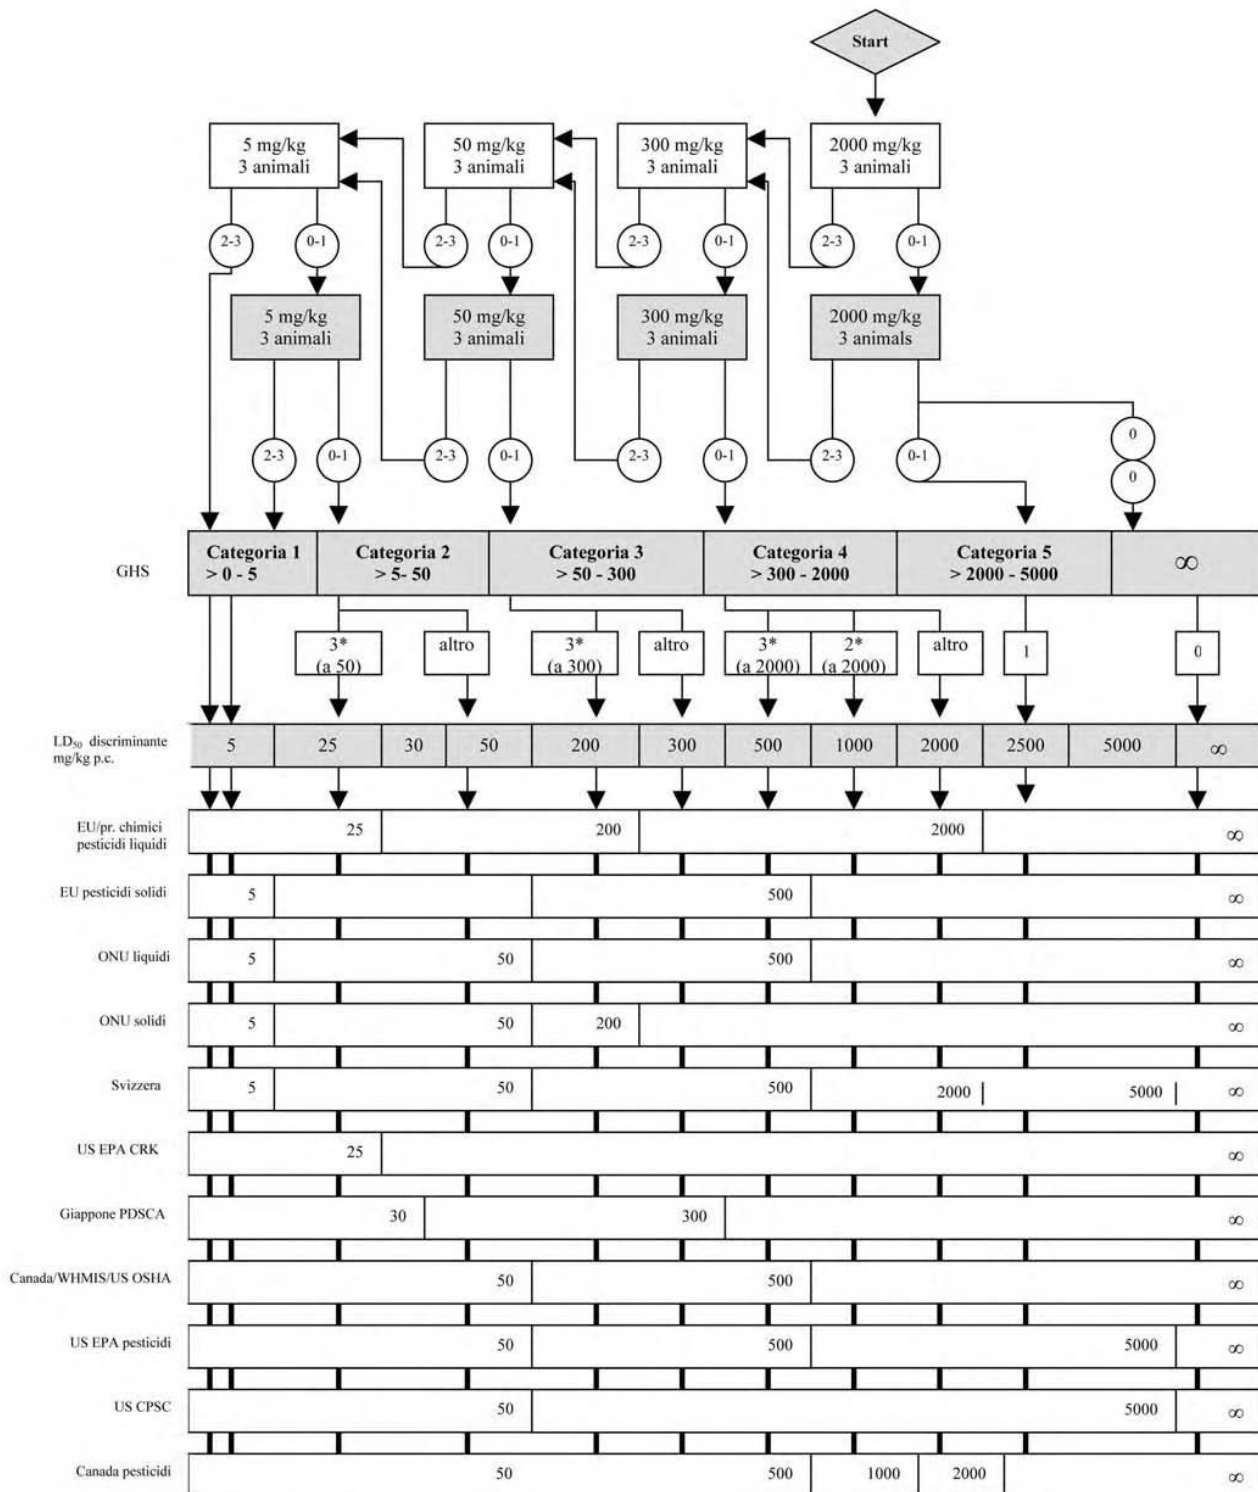 Start
5 mg/kg
3 animali
50 mg/kg
3 animali
300 mg/kg
3 animali
2000 mg/kg
3 animali
2-3
0-1
2-3
0-1
2-3
0-1
2-3
0-1
5 mg/kg
3 animali
50 mg/kg
3 animali
300 mg/kg
3 animali
2000 mg/kg
3 animals
2-3
0-1
2-3
0-1
2-3
0-1
2-3
0-1
0
0
GHS
Categoria 1
> 0 - 5
Categoria 2
> 5- 50
Categoria 3
> 50 - 300
Categoria 4
> 300 - 2000
Categoria 5
> 2000 - 5000
∞
3*
(a 50)
altro
3*
(a 300)
altro
3*
(a 2000)
2*
(a 2000)
altro
1
0
LD₅₀ discriminante
mg/kg p.c.
5 25 30 50 200 300 500 1000 2000 2500 5000 ∞
EU/pr. chimici
pesticidi liquidi
25 200 2000 ∞
EU pesticidi solidi 5 500 ∞
ONU liquidi 5 50 500 ∞
ONU solidi 5 50 200 ∞
Svizzera 5 50 500 2000 5000 ∞
US EPA CRK 25 ∞
Giappone PDSCA 30 300 ∞
Canada/WHMIS/US OSHA 50 500 ∞
US EPA pesticidi 50 500 5000 ∞
US CPSC 50 5000 ∞
Canada pesticidi 50 500 1000 2000 ∞